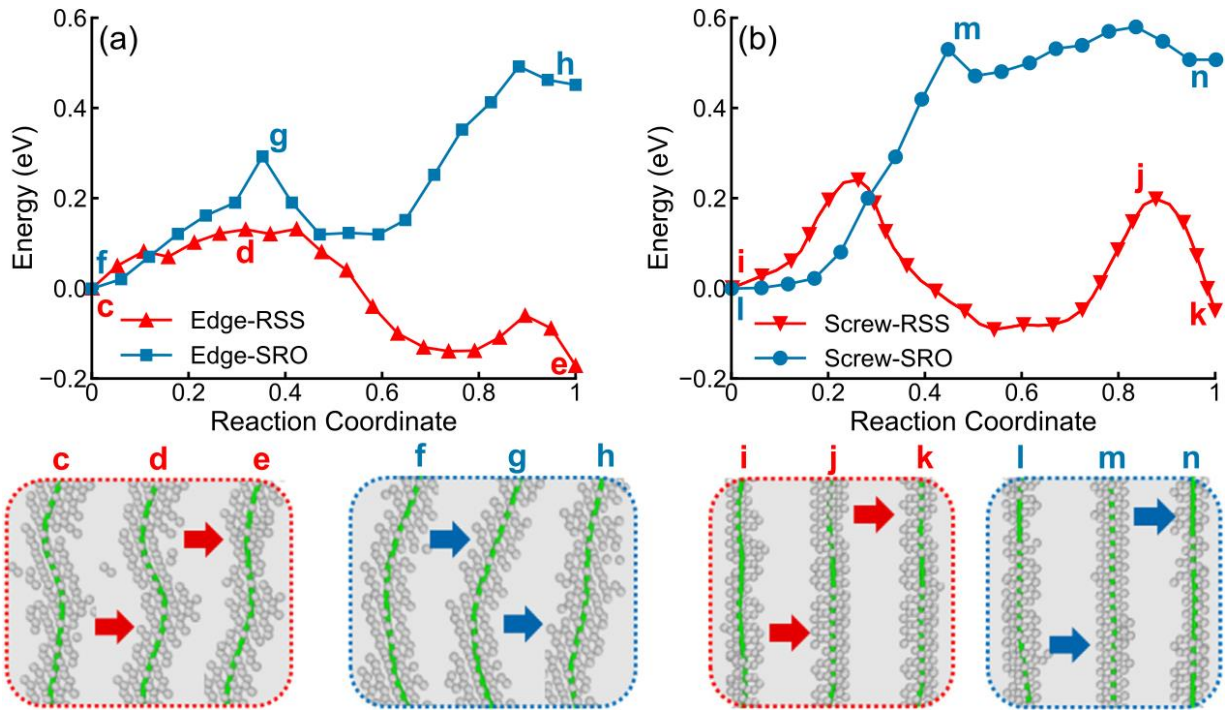 (a)
0.6
0.4
0.2
0.0
−0.2
Energy (eV)
f
c
d
g
h
e
Edge-RSS
Edge-SRO
0 0.2 0.4 0.6 0.8 1
Reaction Coordinate
(b)
0.6
0.4
0.2
0.0
−0.2
Energy (eV)
i
l
m
j
n
k
Screw-RSS
Screw-SRO
0 0.2 0.4 0.6 0.8 1
Reaction Coordinate
c d e
f g h
i j k
l m n